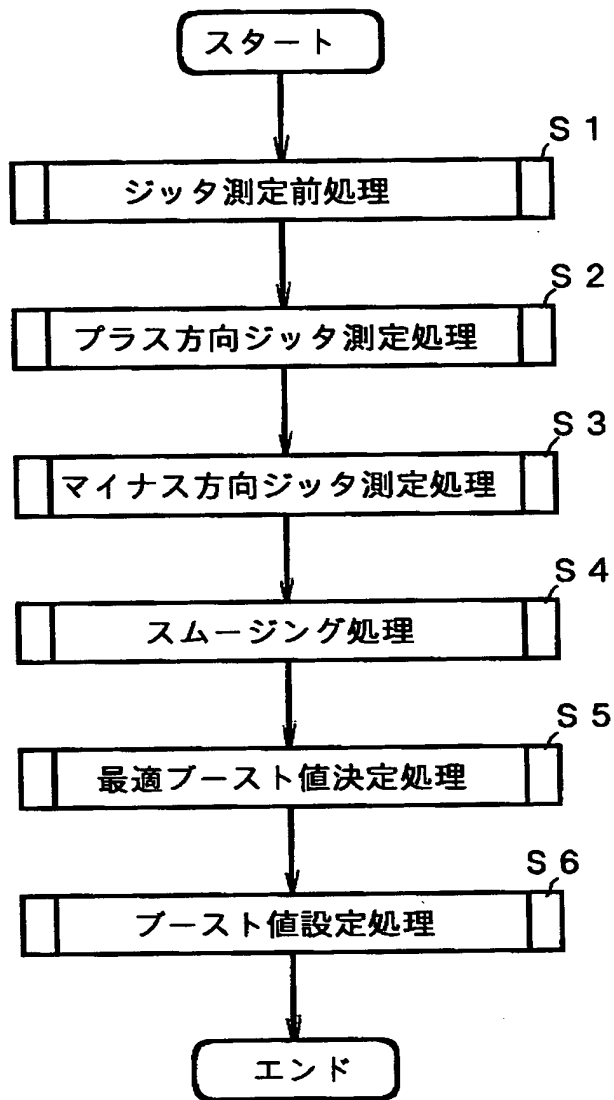 スタート
S1
ジッタ測定前処理
S2
プラス方向ジッタ測定処理
S3
マイナス方向ジッタ測定処理
S4
スムージング処理
S5
最適ブースト値決定処理
S6
ブースト値設定処理
エンド